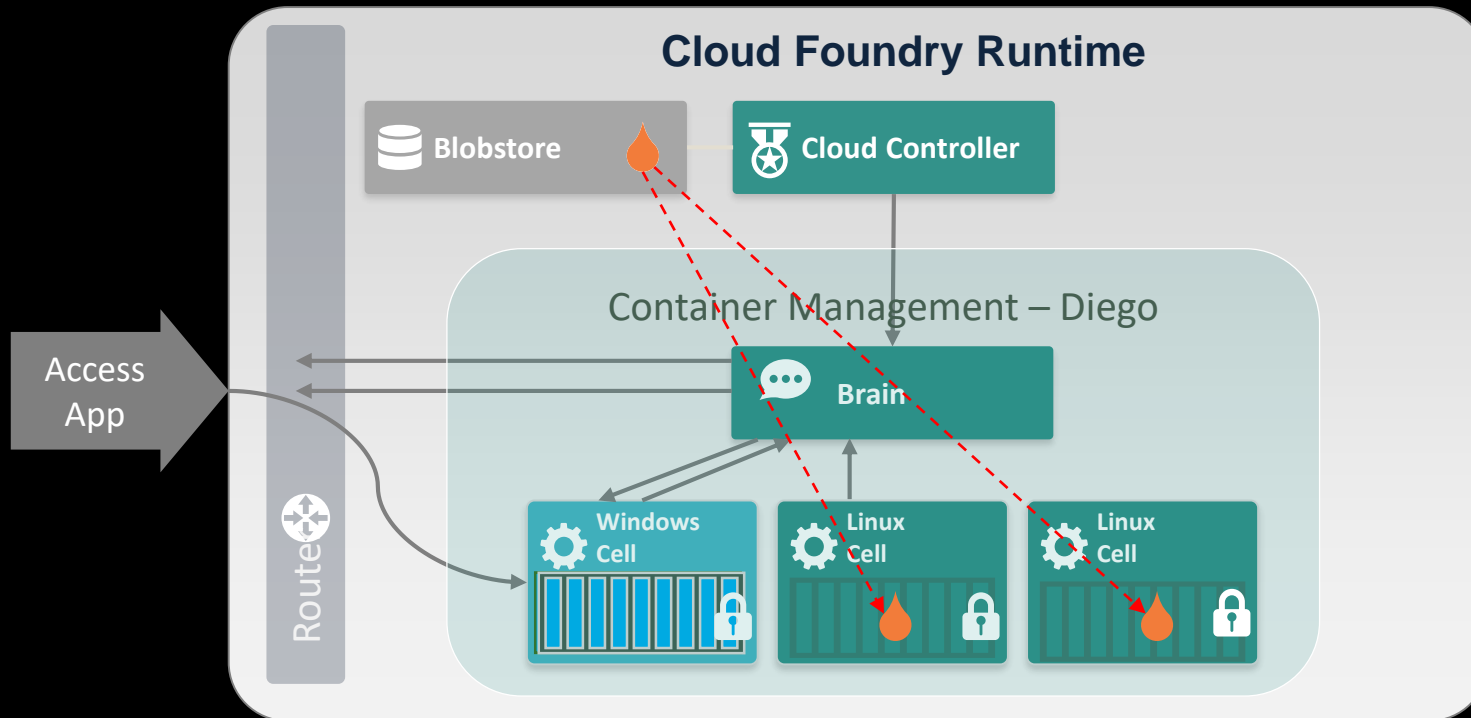 Cloud Foundry Runtime
Blobstore
Cloud Controller
Container Management – Diego
Access
App
Brain
Router
Windows
Cell
Linux
Cell
Linux
Cell